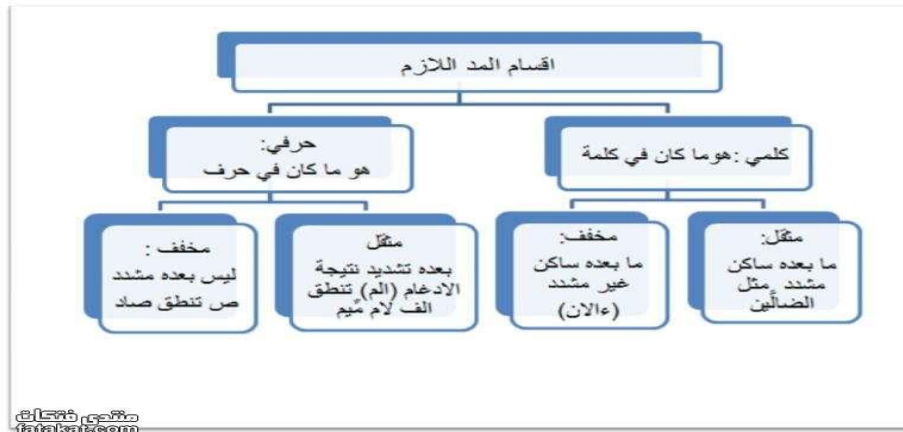 اقسام المد اللازم
كلمي :هوما كان في كلمة
حرفي:
هو ما كان في حرف
مثقل:
ما بعده ساكن
مشدد مثل
الضالّين
مخفف:
ما بعده ساكن
غير مشدد
(ءالان)
مثقل
بعده تشديد نتيجة
الادغام (الم) تنطق
الف لام مّيم
مخفف :
ليس بعده مشدد
ص تنطق صاد
منتدى فتكات
fatakat.com